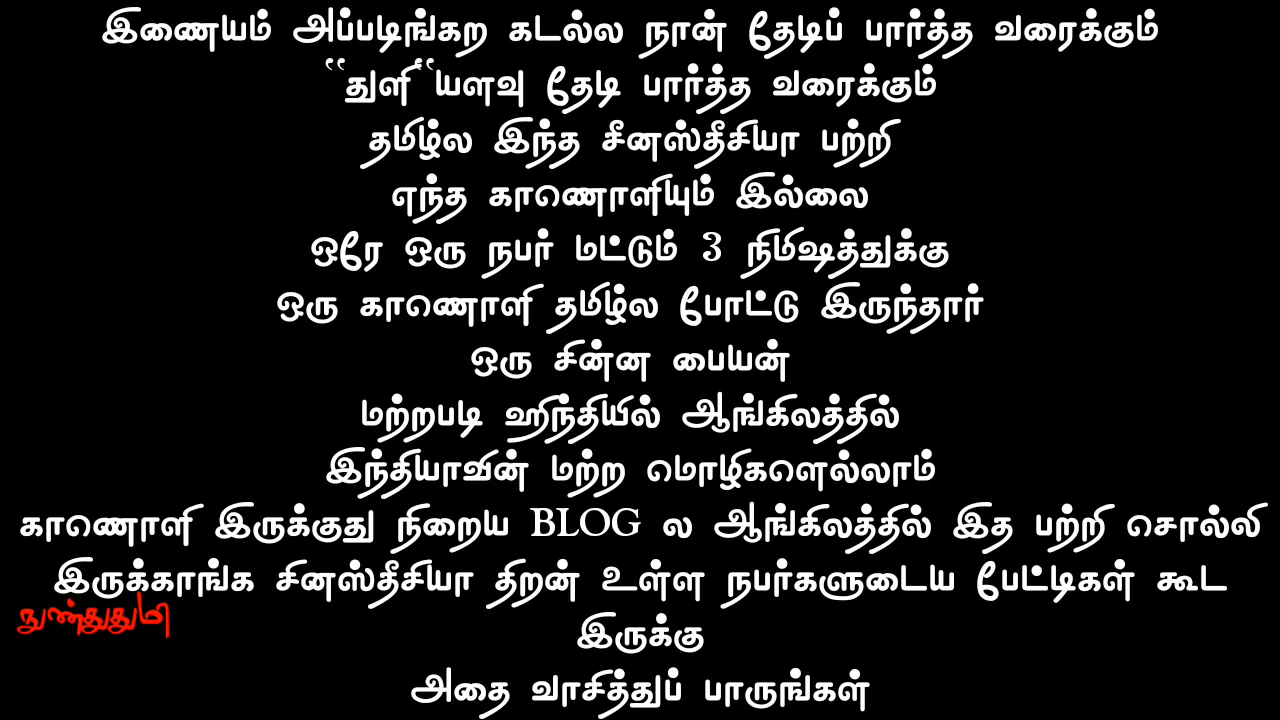 இணையம் அப்படிங்கற கடல்ல நான் தேடிப் பார்த்த வரைக்கும்
“துளி“யளவு தேடி பார்த்த வரைக்கும்
தமிழ்ல இந்த சீனஸ்தீசியா பற்றி
எந்த காணொளியும் இல்லை
ஒரே ஒரு நபர் மட்டும் 3 நிமிஷத்துக்கு
ஒரு காணொளி தமிழ்ல போட்டு இருந்தார்
ஒரு சின்ன பையன்
மற்றபடி ஹிந்தியில் ஆங்கிலத்தில்
இந்தியாவின் மற்ற மொழிகளெல்லாம்
காணொளி இருக்குது நிறைய BLOG ல ஆங்கிலத்தில் இத பற்றி சொல்லி
இருக்காங்க சினஸ்தீசியா திறன் உள்ள நபர்களுடைய பேட்டிகள் கூட
நுண்துதுமி
இருக்கு
அதை வாசித்துப் பாருங்கள்